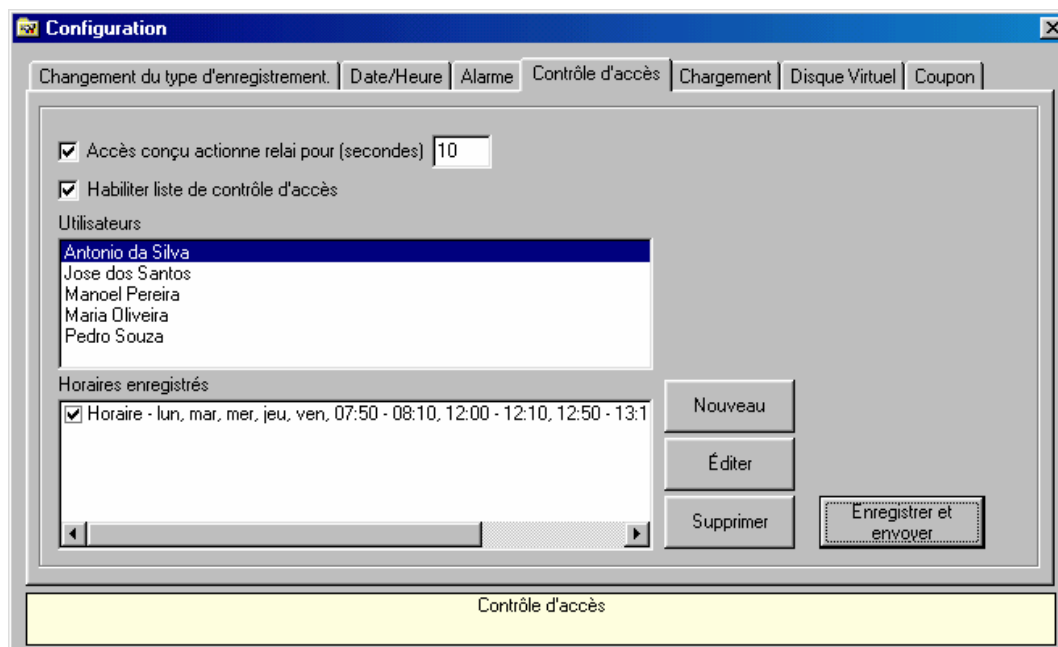 Configuration
Changement du type d'enregistrement. Date/Heure Alarme Contrôle d'accès Chargement Disque Virtuel Coupon
Accès conçu actionne relai pour (secondes) 10
Habiliter liste de contrôle d'accès
Utilisateurs
Antonio da Silva
Jose dos Santos
Manoel Pereira
Maria Oliveira
Pedro Souza
Horaires enregistrés
Horaire - lun, mar, mer, jeu, ven, 07:50 - 08:10, 12:00 - 12:10, 12:50 - 13:1
Nouveau
Éditer
Supprimer
Enregistrer et
envoyer
Contrôle d'accès